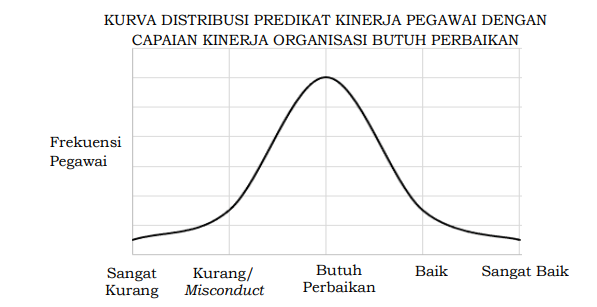 KURVA DISTRIBUSI PREDIKAT KINERJA PEGAWAI DENGAN
CAPAIAN KINERJA ORGANISASI BUTUH PERBAIKAN
Frekuensi
Pegawai
Sangat
Kurang
Kurang/
Misconduct
Butuh
Perbaikan
Baik
Sangat Baik